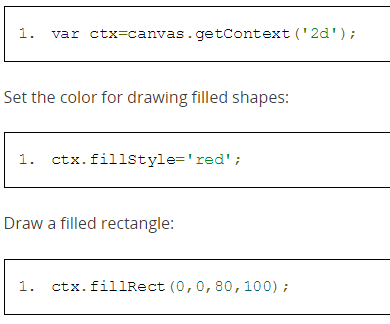 1. var ctx=canvas.getContext('2d');
Set the color for drawing filled shapes:
1. ctx.fillStyle='red';
Draw a filled rectangle:
1. ctx.fillRect(0,0,80,100);